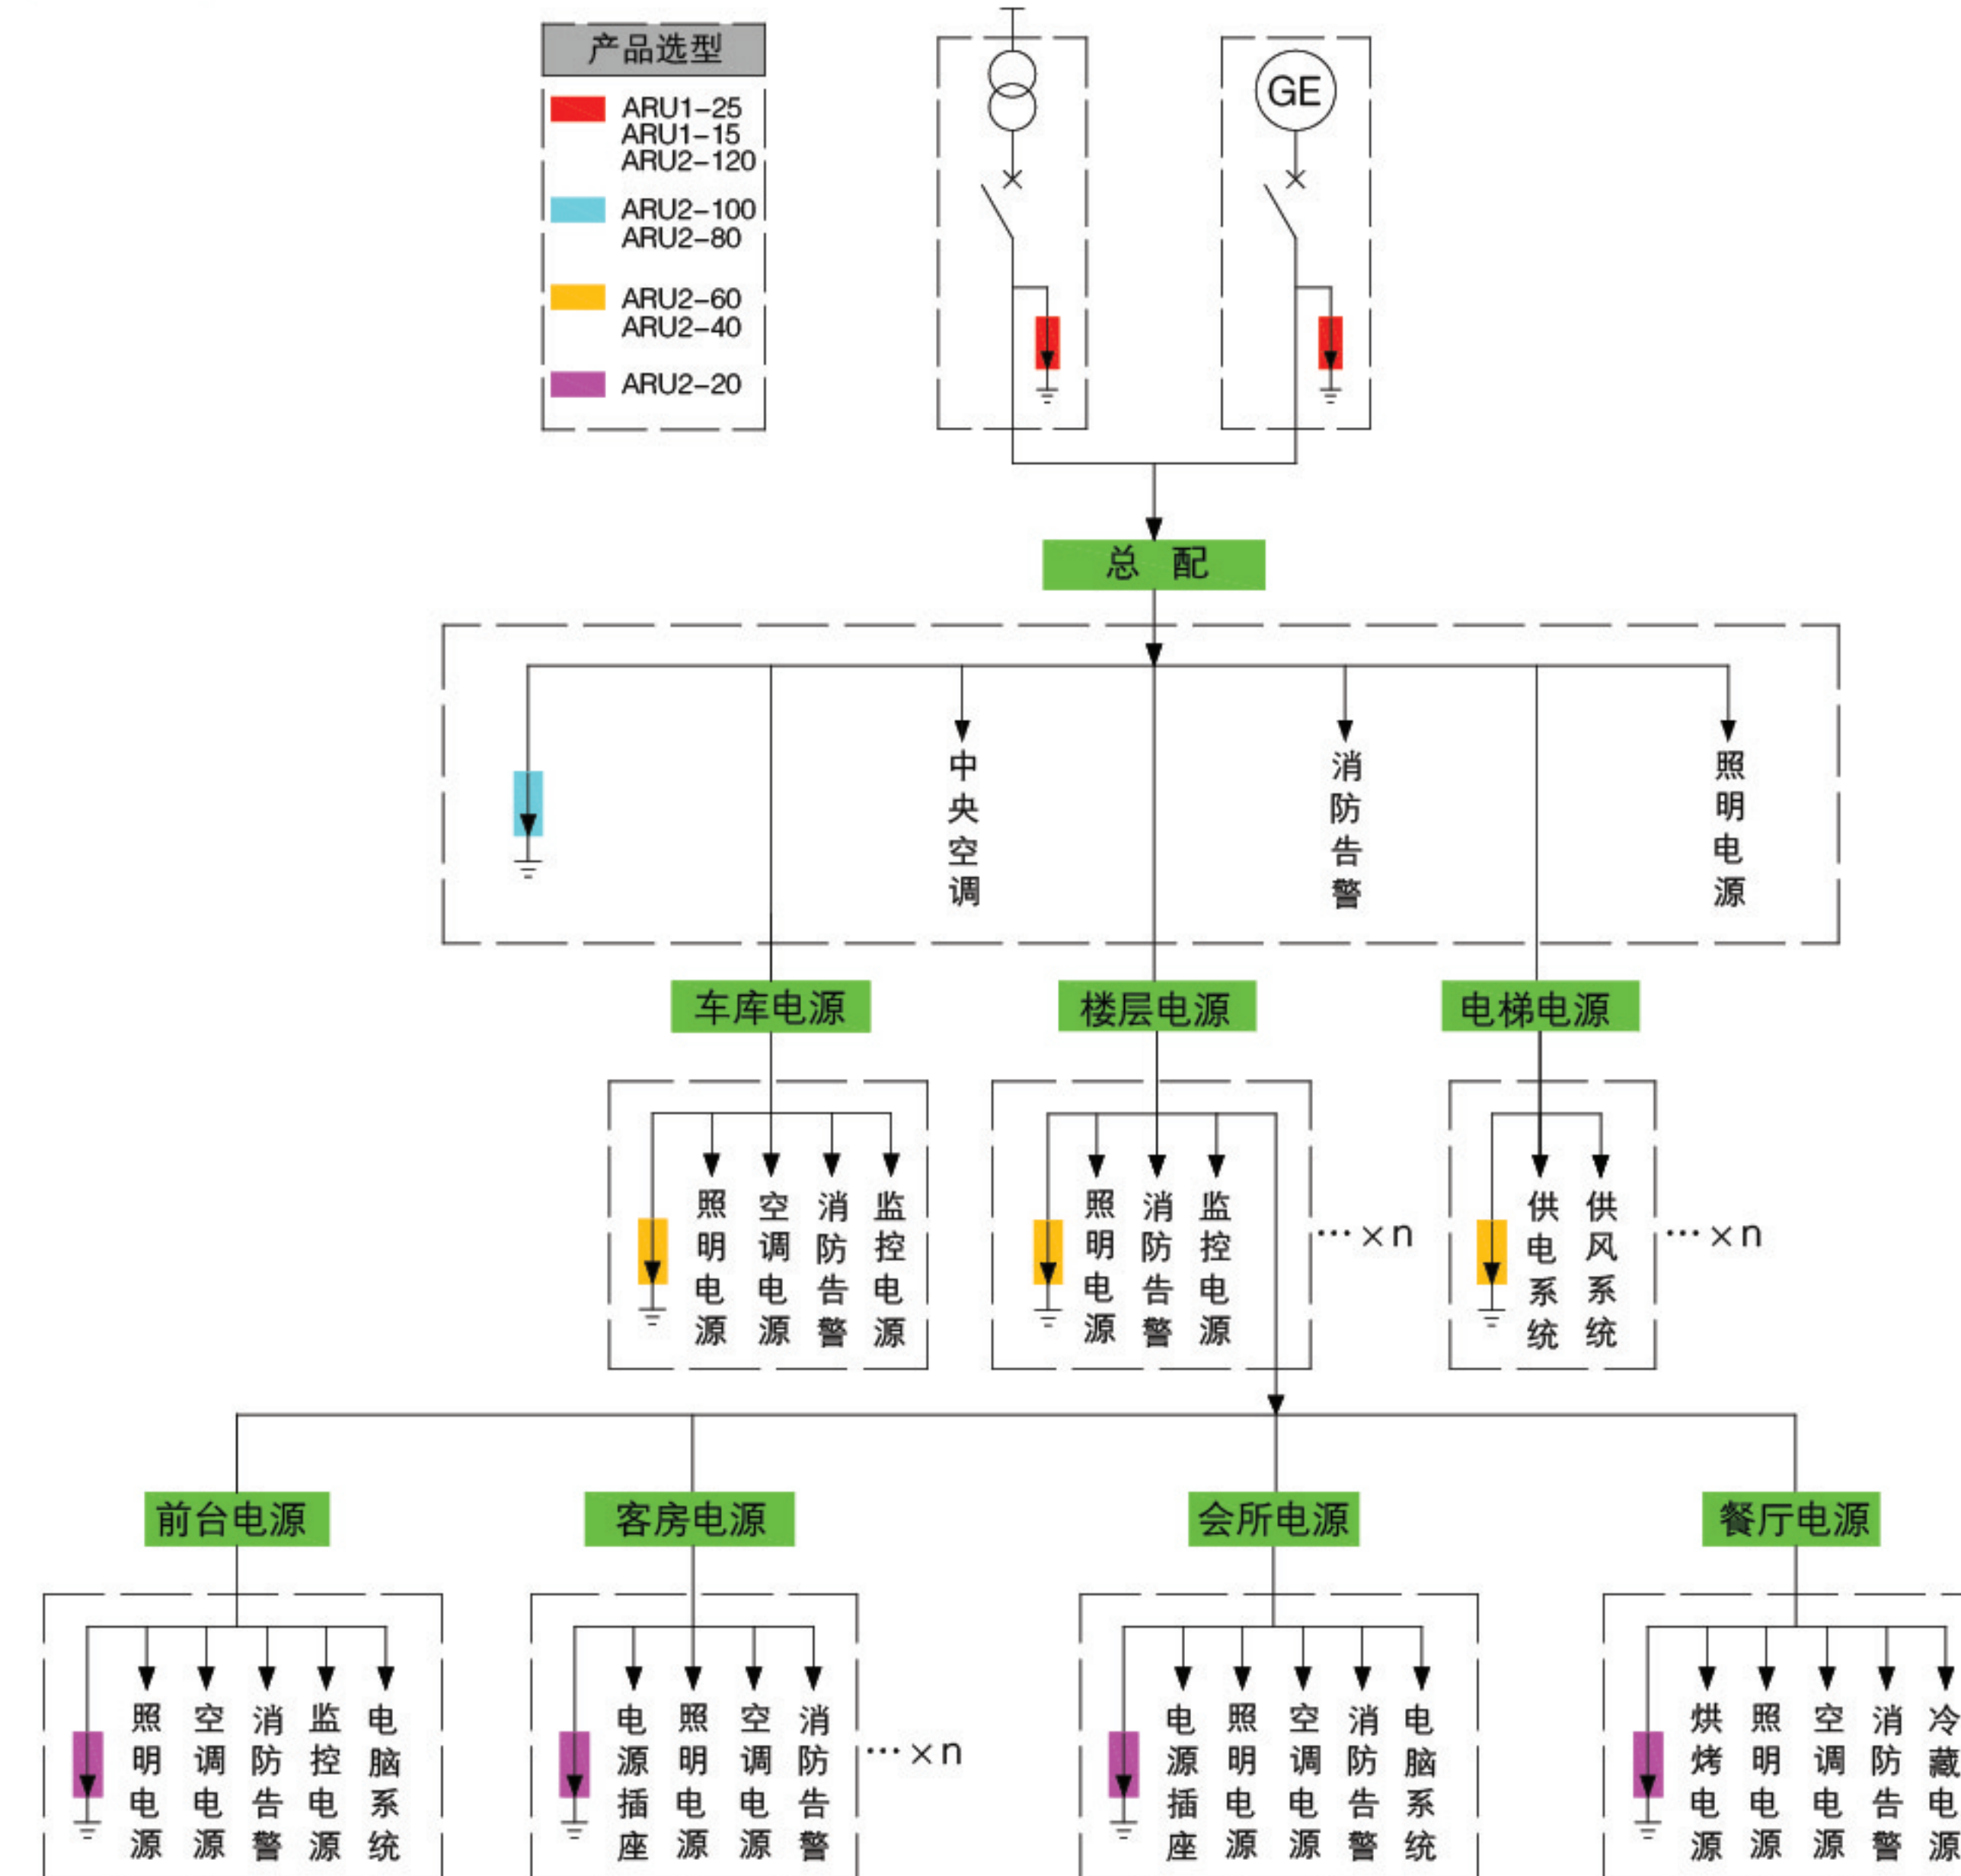 产品选型
ARU1-25
ARU1-15
ARU2-120
ARU2-100
ARU2-80
ARU2-60
ARU2-40
ARU2-20
GE
总 配
中央空调
消防告警
照明电源
车库电源
楼层电源
电梯电源
照明电源
空调电源
消防告警
监控电源
照明电源
消防告警
监控电源
···×n
供电系统
供风系统
···×n
前台电源
客房电源
会所电源
餐厅电源
照明电源
空调电源
消防告警
监控电源
电脑系统
电源插座
照明电源
空调电源
消防告警
···×n
电源插座
照明电源
空调电源
消防告警
电脑系统
烘烤电源
照明电源
空调电源
消防告警
冷藏电源